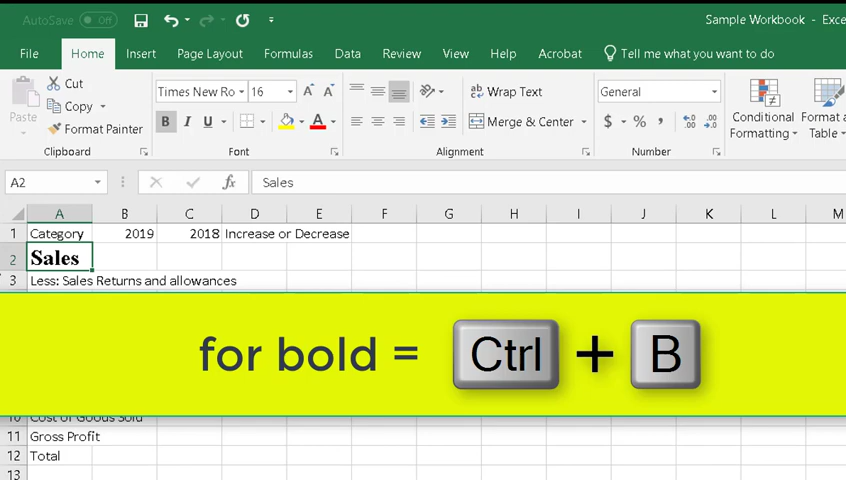 AutoSave Off
Sample Workbook - Exce
File Home Insert Page Layout Formulas Data Review View Help Acrobat Tell me what you want to do
Paste
Cut
Copy
Format Painter
Clipboard
Times New Ro 16 A A
B I U A
Font
ab Wrap Text
Merge & Center
Alignment
General
$ % ,
Number
Conditional
Formatting
Format a
Table
A2 fx Sales
A B C D E F G H I J K L M
1 Category 2019 2018 Increase or Decrease
2 Sales
3 Less: Sales Returns and allowances
for bold = Ctrl + B
Cost of Goods Sold
11 Gross Profit
12 Total
13